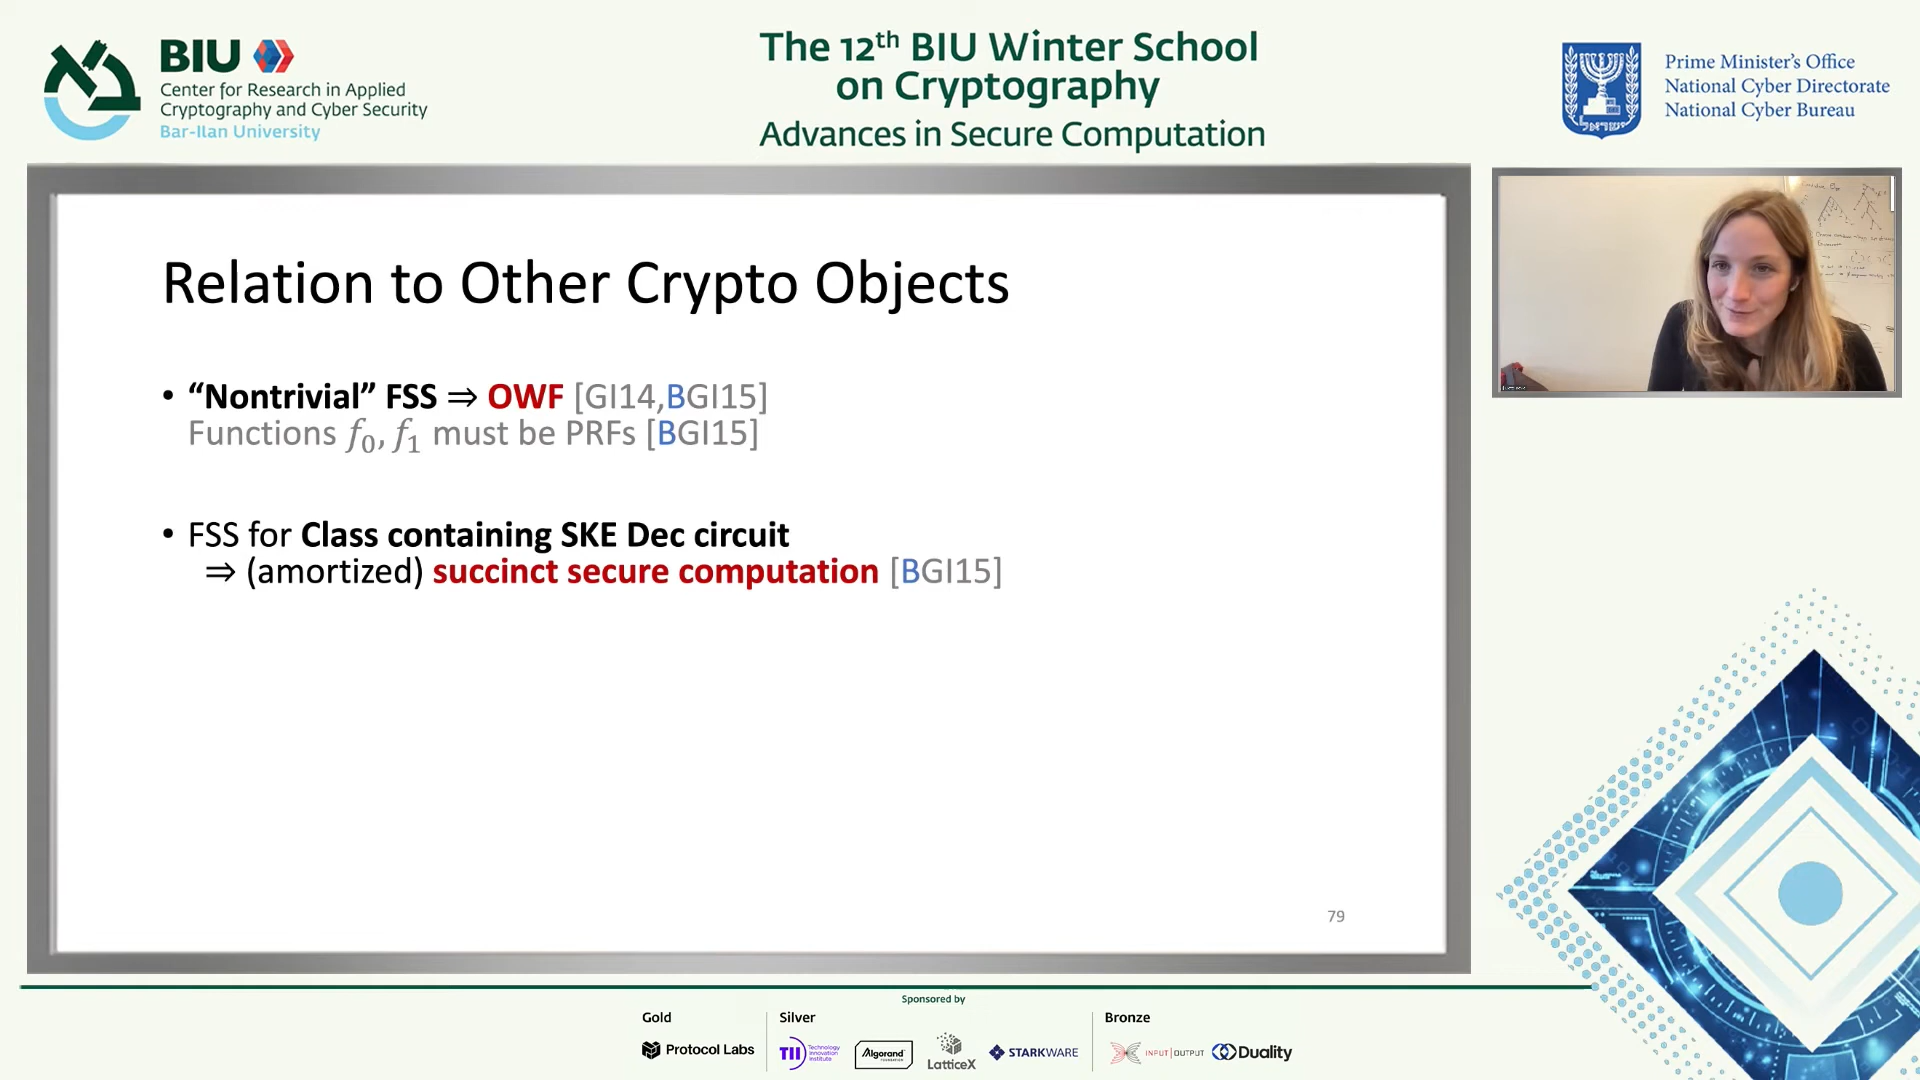 BIU
Center for Research in Applied
Cryptography and Cyber Security
Bar-Ilan University
The 12th BIU Winter School
on Cryptography
Advances in Secure Computation
Prime Minister's Office
National Cyber Directorate
National Cyber Bureau
Relation to Other Crypto Objects
• “Nontrivial” FSS ⇒ OWF [GI14,BGI15]
Functions f₀, f₁ must be PRFs [BGI15]
• FSS for Class containing SKE Dec circuit
⇒ (amortized) succinct secure computation [BGI15]
79
Sponsored by
Gold
Silver
Bronze
Protocol Labs
TII Technology Innovation Institute
Algorand
LatticeX
STARKWARE
INPUT | OUTPUT
Duality